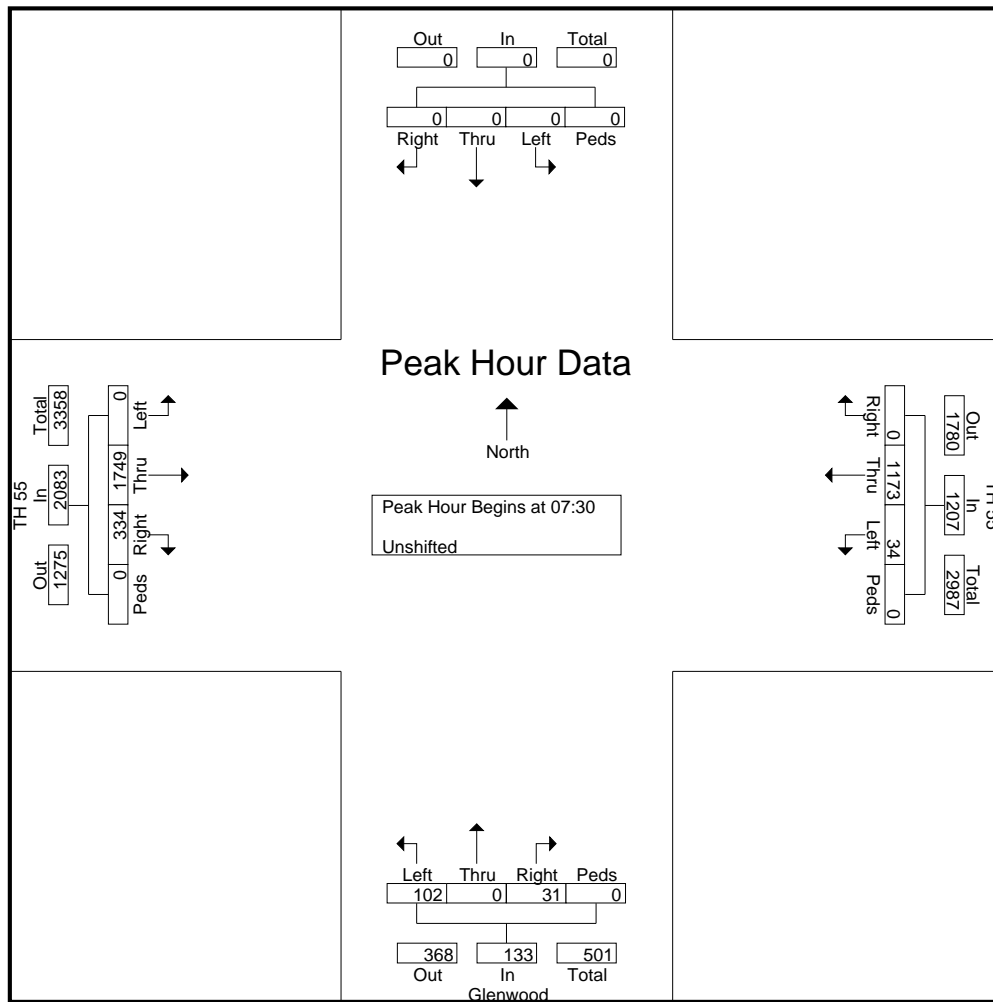 Out In Total
0 0 0
0 0 0 0
Right Thru Left Peds
Peak Hour Data
North
Peak Hour Begins at 07:30
Unshifted
TH 55
Total In Out
3358 2083 1275
0 1749 334 0
Left Thru Right Peds
Right Thru Left Peds
0 1173 34 0
1780 1207 2987
Out In Total
TH 55
Left Thru Right Peds
102 0 31 0
368 133 501
Out In Total
Glenwood